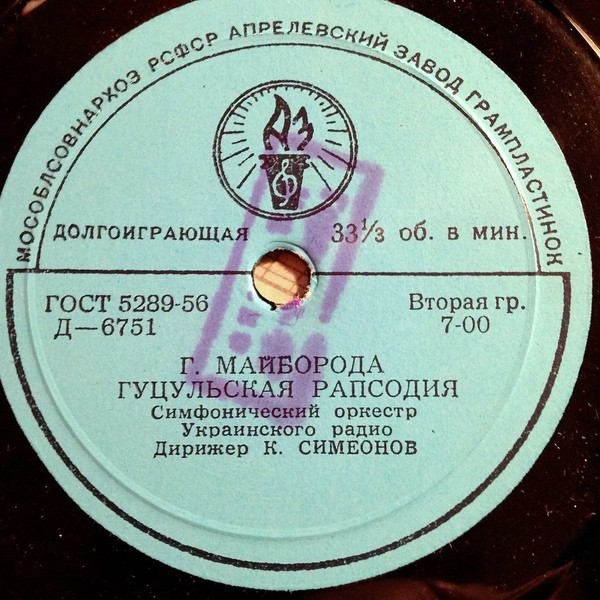 МОСОБЛСОВНАРХОЗ РСФСР АПРЕЛЕВСКИЙ ЗАВОД ГРАМПЛАСТИНОК
АЗ
ДОЛГОИГРАЮЩАЯ 33⅓ об. в мин.
ГОСТ 5289-56 Вторая гр.
Д—6751 7-00
Г. МАЙБОРОДА
ГУЦУЛЬСКАЯ РАПСОДИЯ
Симфонический оркестр
Украинского радио
Дирижер К. СИМЕОНОВ